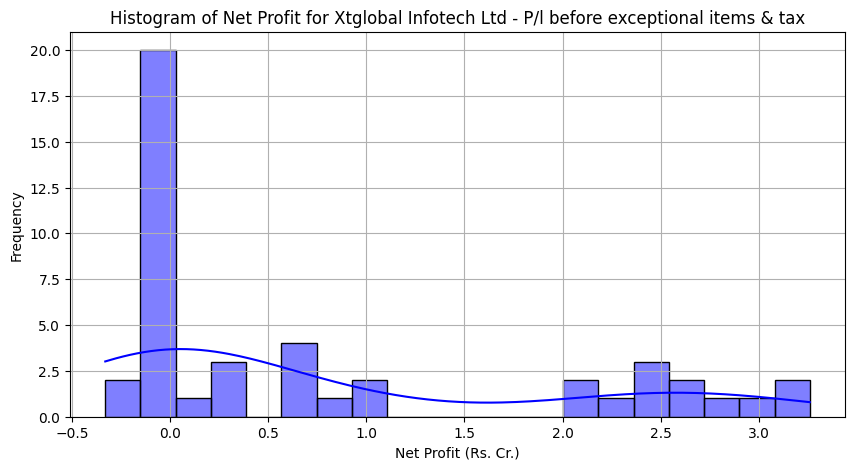 Histogram of Net Profit for Xtglobal Infotech Ltd - P/l before exceptional items & tax
20.0
17.5
15.0
12.5
10.0
7.5
5.0
2.5
0.0
Frequency
−0.5 0.0 0.5 1.0 1.5 2.0 2.5 3.0
Net Profit (Rs. Cr.)